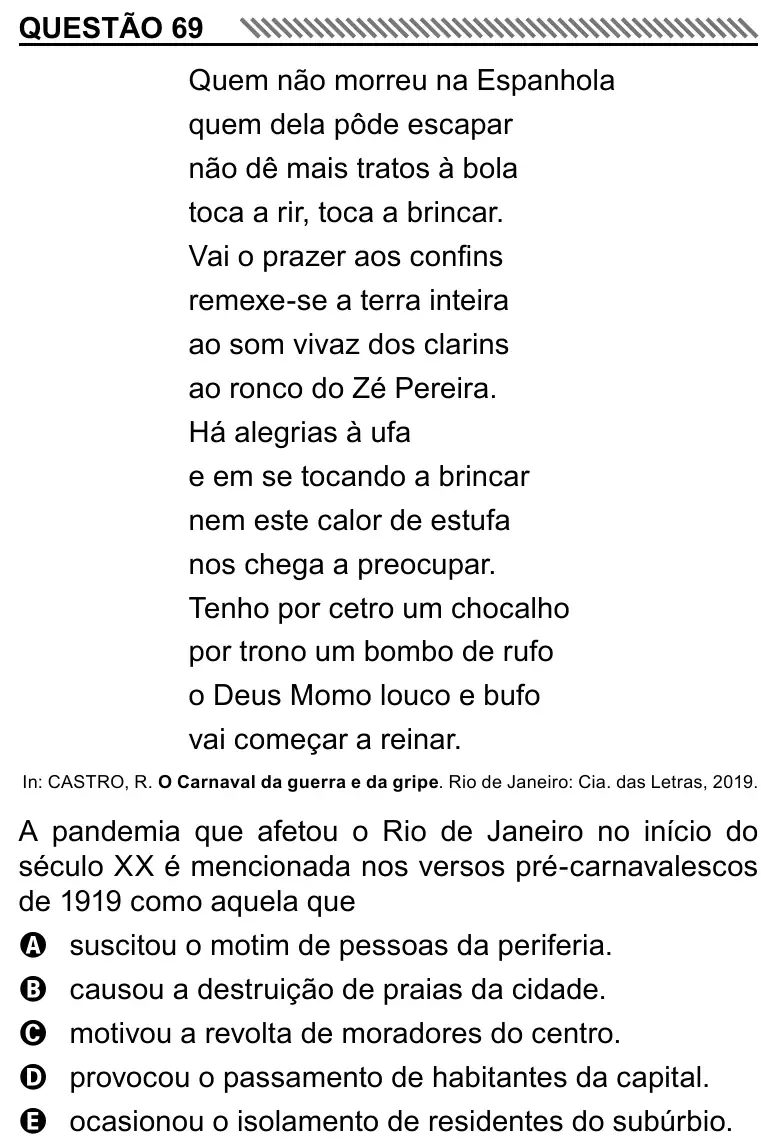 QUESTÃO 69
Quem não morreu na Espanhola
quem dela pôde escapar
não dê mais tratos à bola
toca a rir, toca a brincar.
Vai o prazer aos confins
remexe-se a terra inteira
ao som vivaz dos clarins
ao ronco do Zé Pereira.
Há alegrias à ufa
e em se tocando a brincar
nem este calor de estufa
nos chega a preocupar.
Tenho por cetro um chocalho
por trono um bombo de rufo
o Deus Momo louco e bufo
vai começar a reinar.
In: CASTRO, R. O Carnaval da guerra e da gripe. Rio de Janeiro: Cia. das Letras, 2019.
A pandemia que afetou o Rio de Janeiro no início do
século XX é mencionada nos versos pré-carnavalescos
de 1919 como aquela que
A suscitou o motim de pessoas da periferia.
B causou a destruição de praias da cidade.
C motivou a revolta de moradores do centro.
D provocou o passamento de habitantes da capital.
E ocasionou o isolamento de residentes do subúrbio.